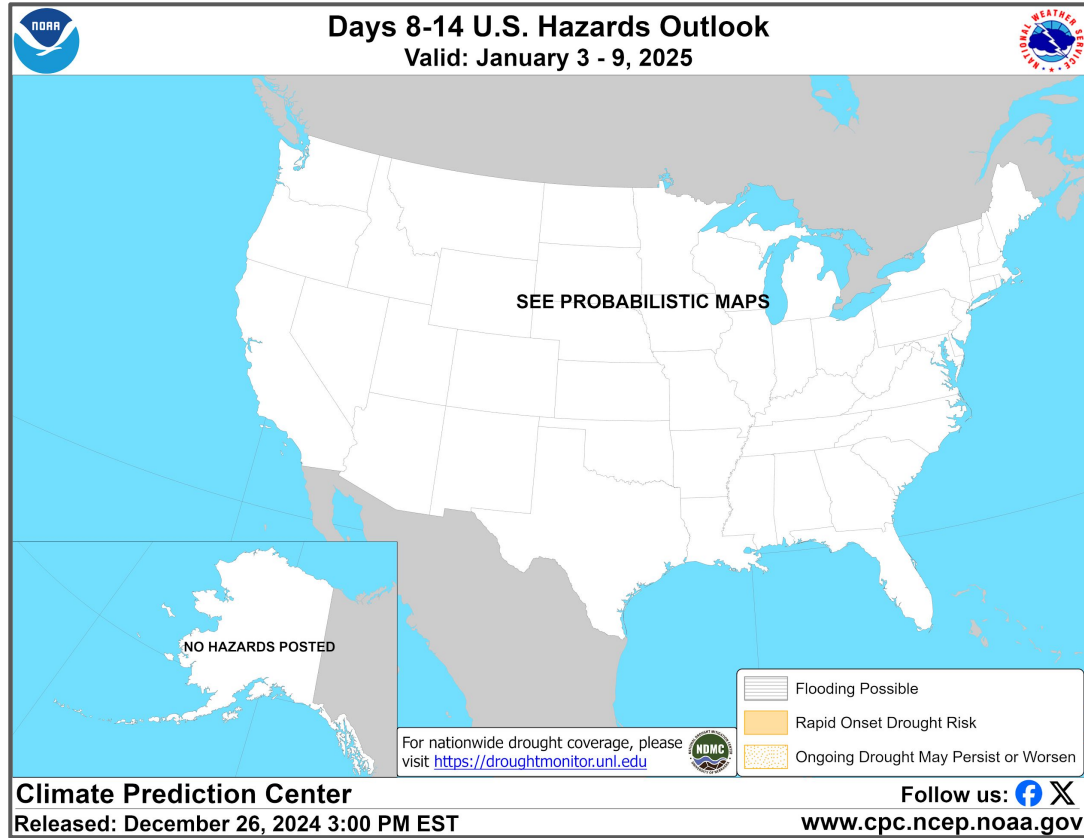 NOAA
Days 8-14 U.S. Hazards Outlook
Valid: January 3 - 9, 2025
NATIONAL WEATHER SERVICE
SEE PROBABILISTIC MAPS
NO HAZARDS POSTED
For nationwide drought coverage, please
visit https://droughtmonitor.unl.edu
NDMC
Flooding Possible
Rapid Onset Drought Risk
Ongoing Drought May Persist or Worsen
Climate Prediction Center
Follow us:
Released: December 26, 2024 3:00 PM EST
www.cpc.ncep.noaa.gov